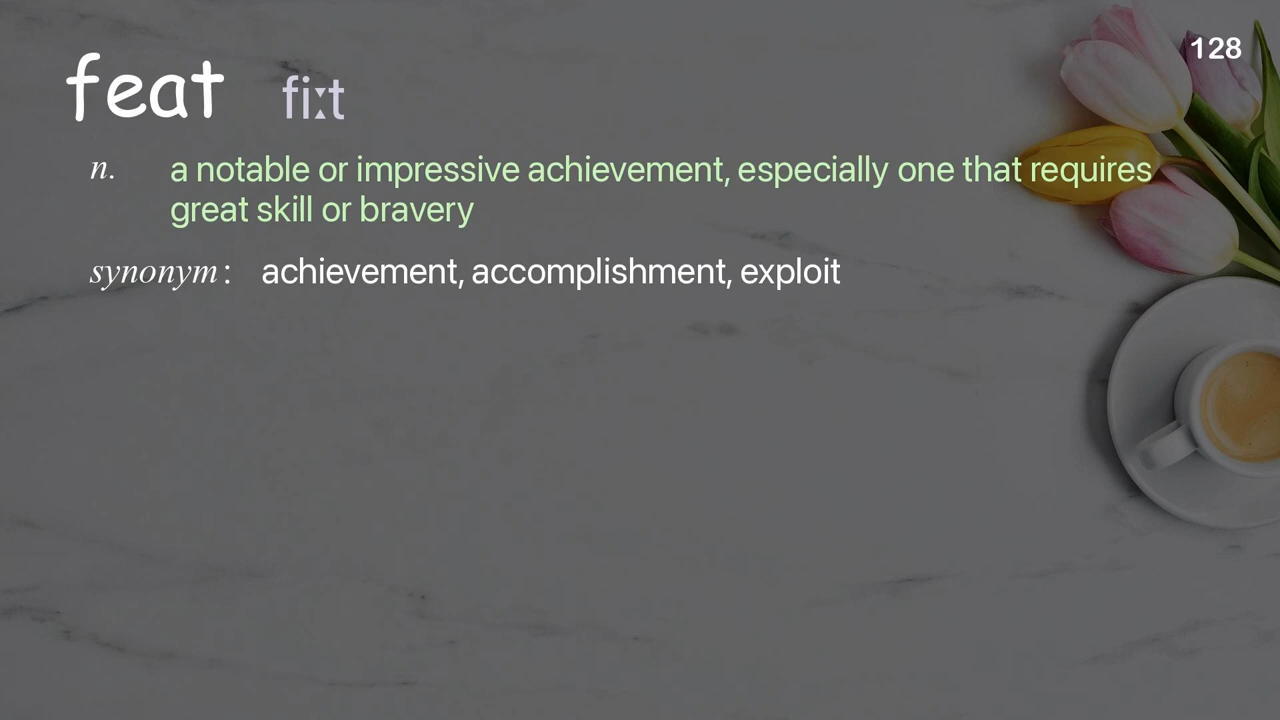 feat fiːt
128
n. a notable or impressive achievement, especially one that requires
great skill or bravery
synonym: achievement, accomplishment, exploit